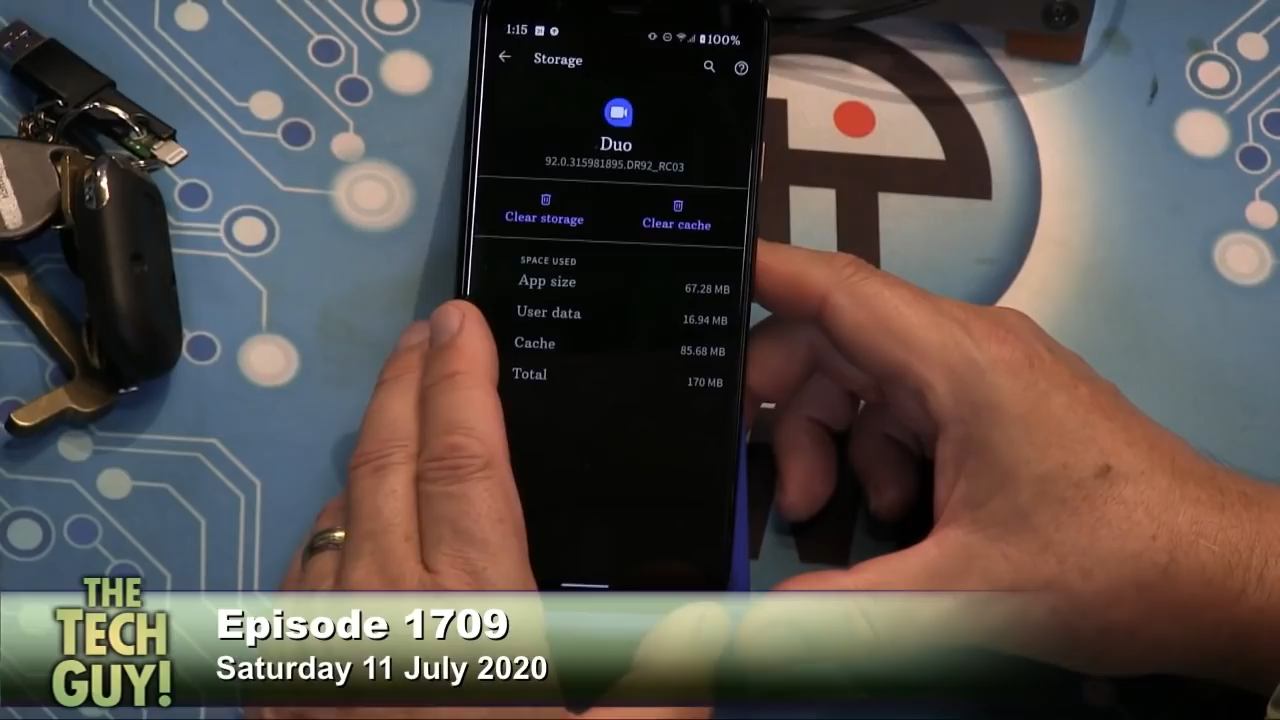 1:15
100%
Storage
Duo
92.0.315981895.DR92_RC03
Clear storage
Clear cache
SPACE USED
App size 67.28 MB
User data 16.94 MB
Cache 85.68 MB
Total 170 MB
THE
TECH
GUY!
Episode 1709
Saturday 11 July 2020